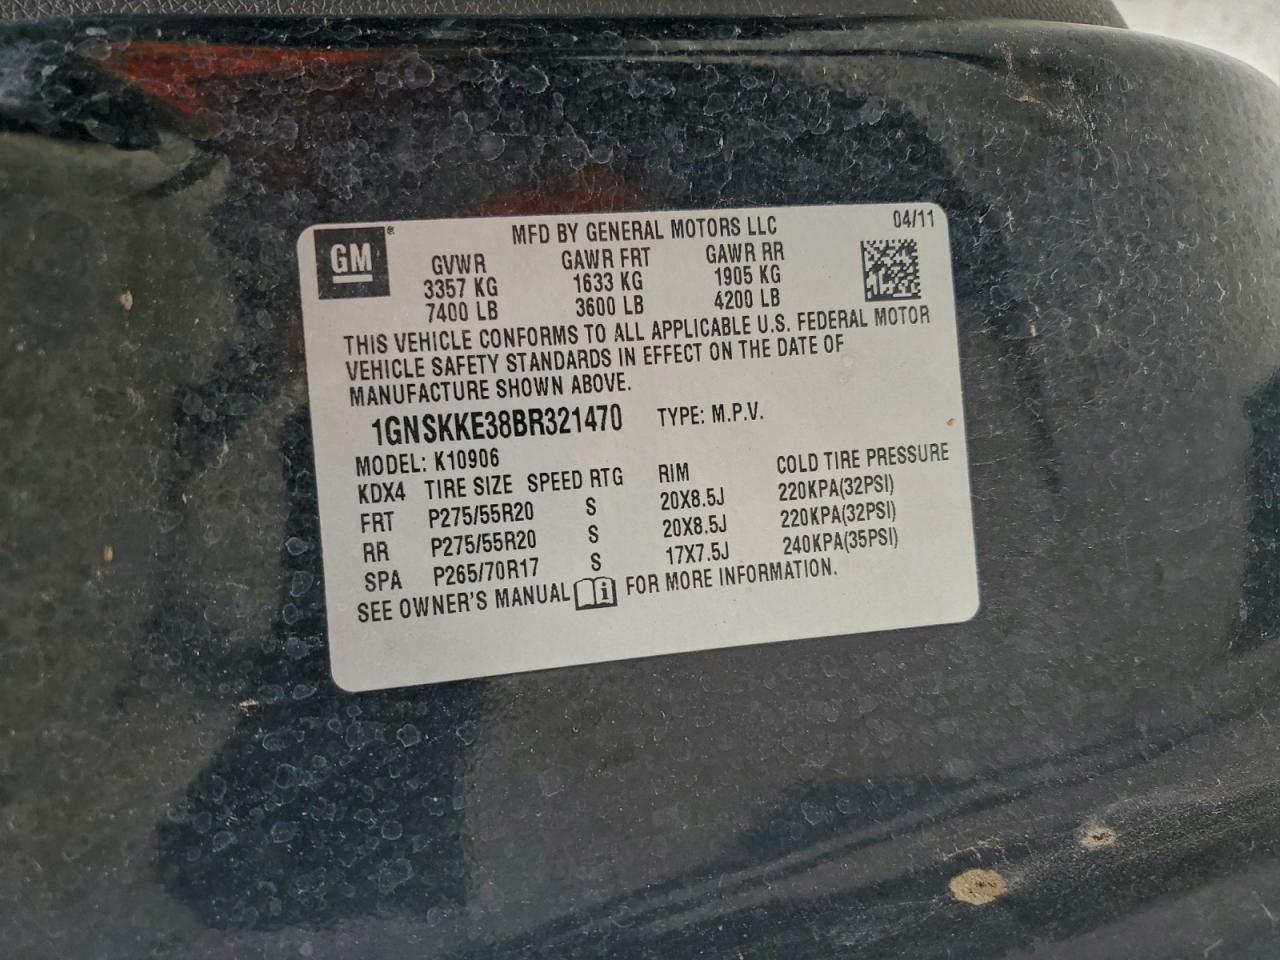 GM
MFD BY GENERAL MOTORS LLC 04/11
GVWR GAWR FRT GAWR RR
3357 KG 1633 KG 1905 KG
7400 LB 3600 LB 4200 LB
THIS VEHICLE CONFORMS TO ALL APPLICABLE U.S. FEDERAL MOTOR
VEHICLE SAFETY STANDARDS IN EFFECT ON THE DATE OF
MANUFACTURE SHOWN ABOVE.
1GNSKKE38BR321470 TYPE: M.P.V.
MODEL: K10906
KDX4 TIRE SIZE SPEED RTG RIM COLD TIRE PRESSURE
FRT P275/55R20 S 20X8.5J 220KPA(32PSI)
RR P275/55R20 S 20X8.5J 220KPA(32PSI)
SPA P265/70R17 S 17X7.5J 240KPA(35PSI)
SEE OWNER'S MANUAL i FOR MORE INFORMATION.